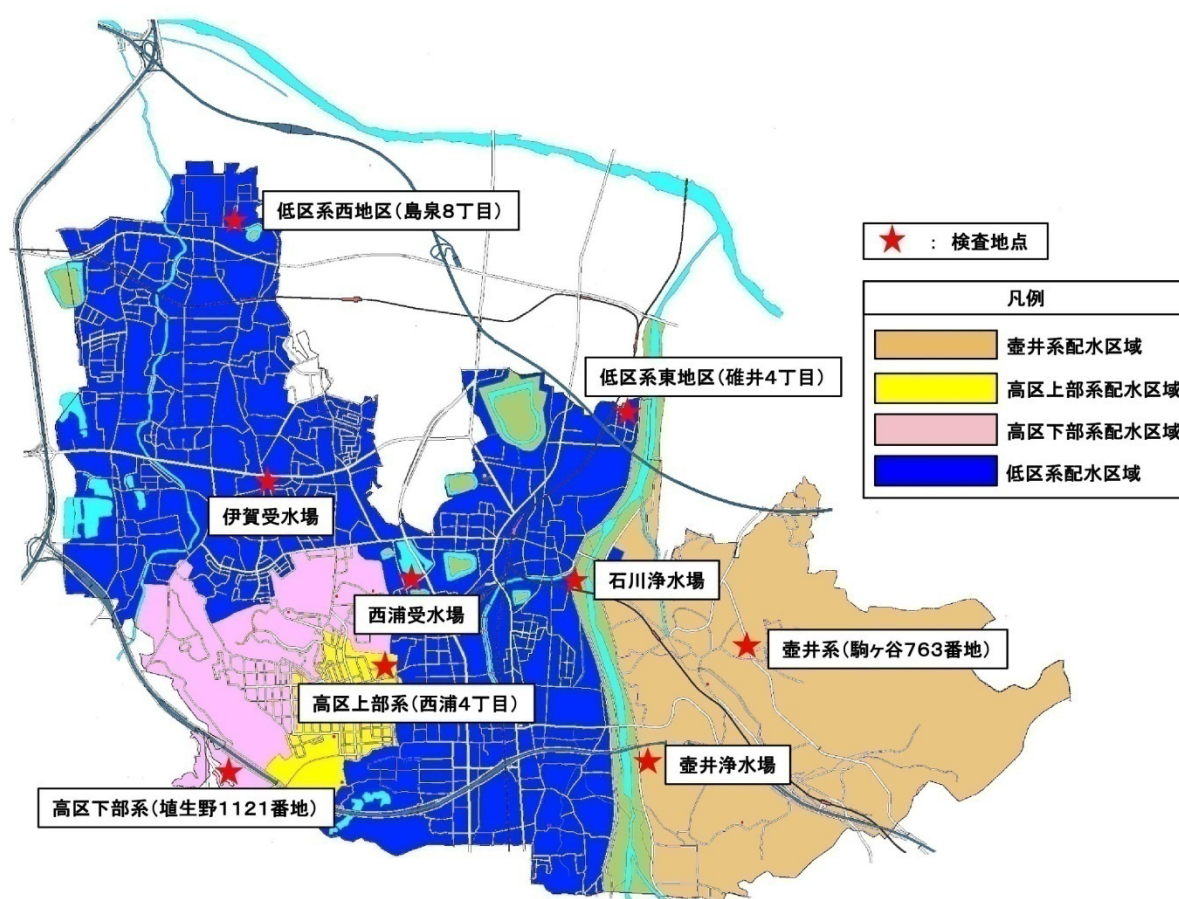 低区系西地区(島泉8丁目)
★ : 検査地点
凡例
壺井系配水区域
高区上部系配水区域
高区下部系配水区域
低区系配水区域
低区系東地区(碓井4丁目)
伊賀受水場
西浦受水場
石川浄水場
壺井系(駒ヶ谷763番地)
高区上部系(西浦4丁目)
壺井浄水場
高区下部系(埴生野1121番地)